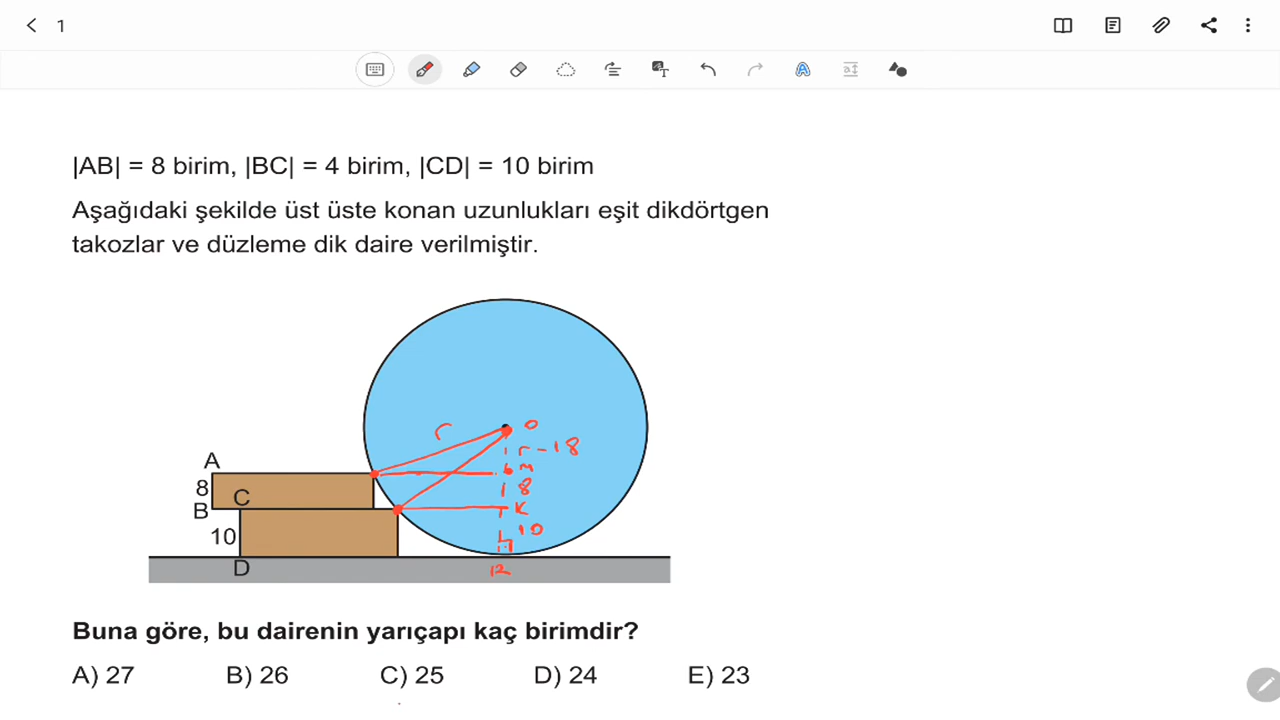 1
|AB| = 8 birim, |BC| = 4 birim, |CD| = 10 birim
Aşağıdaki şekilde üst üste konan uzunlukları eşit dikdörtgen
takozlar ve düzleme dik daire verilmiştir.
r
O
r-18
A
M
8
C
8
B
K
10
10
D
Buna göre, bu dairenin yarıçapı kaç birimdir?
A) 27 B) 26 C) 25 D) 24 E) 23